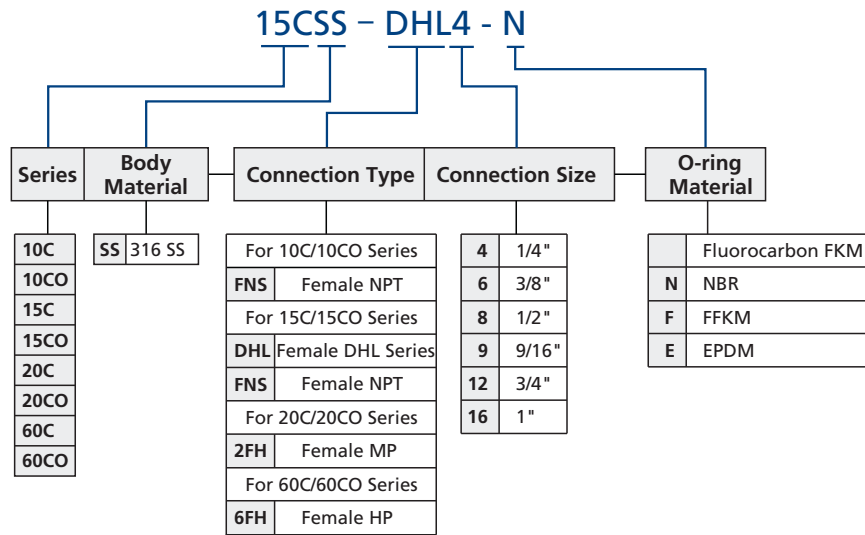 15CSS – DHL4 - N
Series
Body
Material
Connection Type
Connection Size
O-ring
Material
10C
10CO
15C
15CO
20C
20CO
60C
60CO
SS 316 SS
For 10C/10CO Series
FNS Female NPT
For 15C/15CO Series
DHL Female DHL Series
FNS Female NPT
For 20C/20CO Series
2FH Female MP
For 60C/60CO Series
6FH Female HP
4 1/4"
6 3/8"
8 1/2"
9 9/16"
12 3/4"
16 1"
Fluorocarbon FKM
N NBR
F FFKM
E EPDM